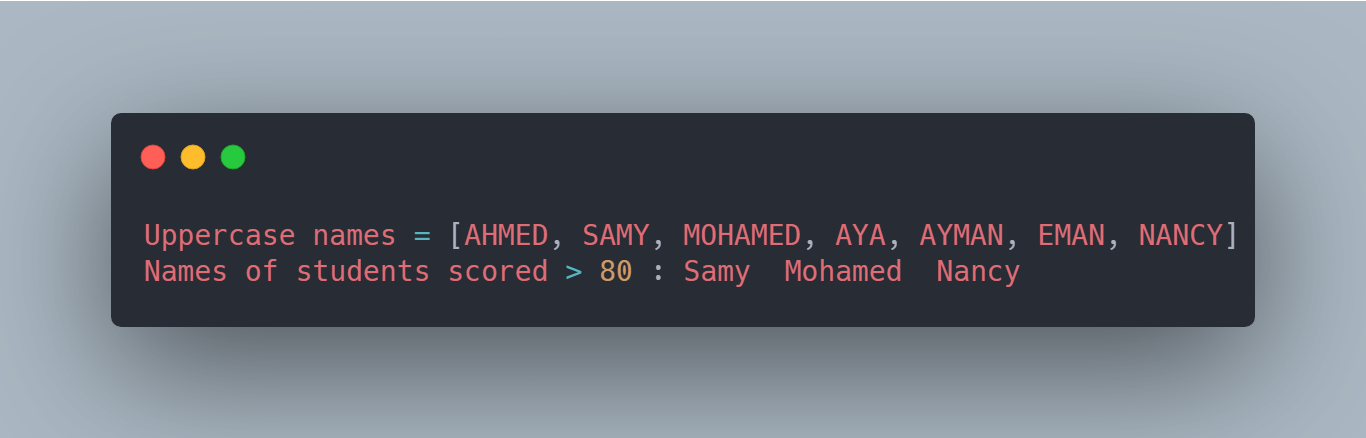 Uppercase names = [AHMED, SAMY, MOHAMED, AYA, AYMAN, EMAN, NANCY]
Names of students scored > 80 : Samy  Mohamed  Nancy